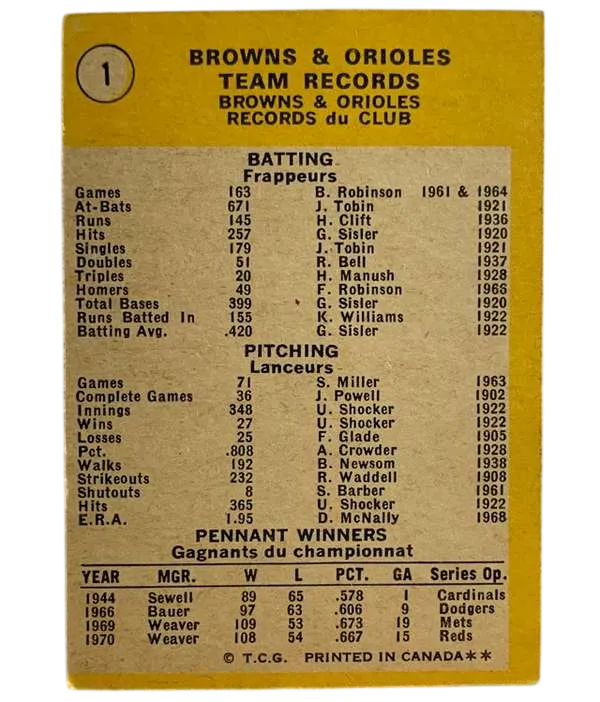 1
BROWNS & ORIOLES
TEAM RECORDS
BROWNS & ORIOLES
RECORDS du CLUB
BATTING
Frappeurs
Games 163 B. Robinson 1961 & 1964
At-Bats 671 J. Tobin 1921
Runs 145 H. Clift 1936
Hits 257 G. Sisler 1920
Singles 179 J. Tobin 1921
Doubles 51 R. Bell 1937
Triples 20 H. Manush 1928
Homers 49 F. Robinson 1966
Total Bases 399 G. Sisler 1920
Runs Batted In 155 K. Williams 1922
Batting Avg. .420 G. Sisler 1922
PITCHING
Lanceurs
Games 71 S. Miller 1963
Complete Games 36 J. Powell 1902
Innings 348 U. Shocker 1922
Wins 27 U. Shocker 1922
Losses 25 F. Glade 1905
Pct. .808 A. Crowder 1928
Walks 192 B. Newsom 1938
Strikeouts 232 R. Waddell 1908
Shutouts 8 S. Barber 1961
Hits 365 U. Shocker 1922
E.R.A. 1.95 D. McNally 1968
PENNANT WINNERS
Gagnants du championnat
YEAR MGR. W L PCT. GA Series Op.
1944 Sewell 89 65 .578 1 Cardinals
1966 Bauer 97 63 .606 9 Dodgers
1969 Weaver 109 53 .673 19 Mets
1970 Weaver 108 54 .667 15 Reds
© T.C.G. PRINTED IN CANADA**